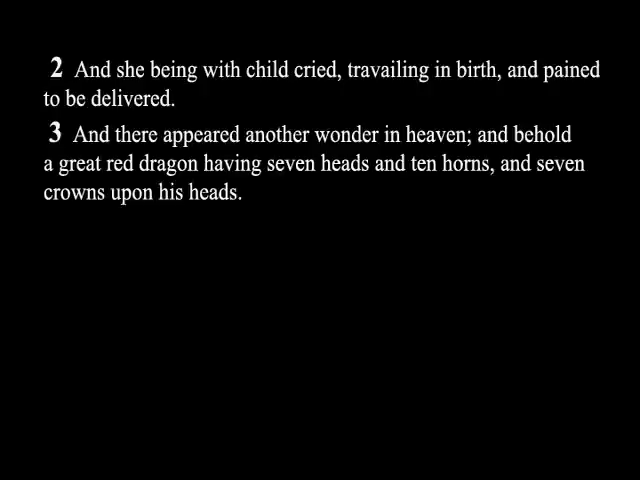 2 And she being with child cried, travailing in birth, and pained
to be delivered.
3 And there appeared another wonder in heaven; and behold
a great red dragon having seven heads and ten horns, and seven
crowns upon his heads.